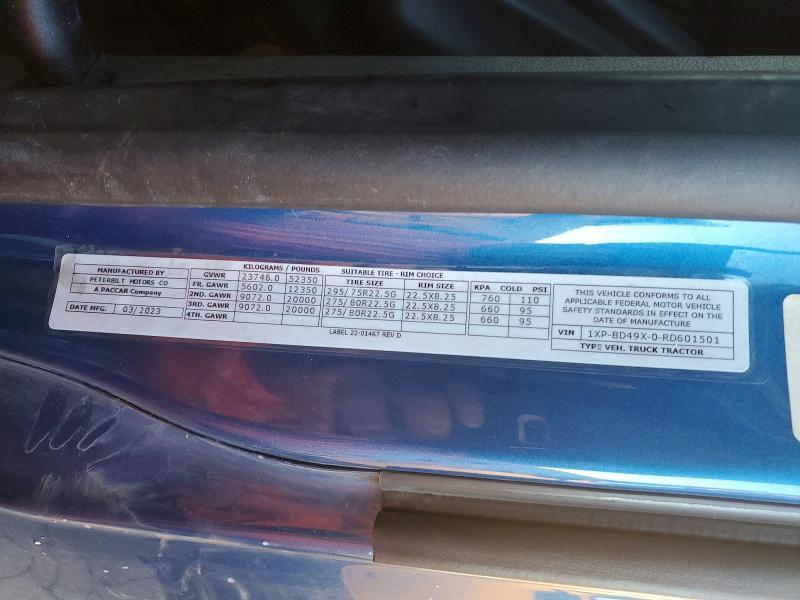 MANUFACTURED BY
PETERBILT MOTORS CO
A PACCAR Company
DATE MFG. 03/2023
KILOGRAMS / POUNDS
GVWR 23746.0 52350
FR. GAWR 5602.0 12350
2ND. GAWR 9072.0 20000
3RD. GAWR 9072.0 20000
4TH. GAWR
SUITABLE TIRE - RIM CHOICE
TIRE SIZE RIM SIZE KPA COLD PSI
295/75R22.5G 22.5X8.25 760 110
275/80R22.5G 22.5X8.25 660 95
275/80R22.5G 22.5X8.25 660 95
LABEL 22-01467 REV D
THIS VEHICLE CONFORMS TO ALL
APPLICABLE FEDERAL MOTOR VEHICLE
SAFETY STANDARDS IN EFFECT ON THE
DATE OF MANUFACTURE
VIN 1XP-BD49X-0-RD601501
TYPE VEH. TRUCK TRACTOR